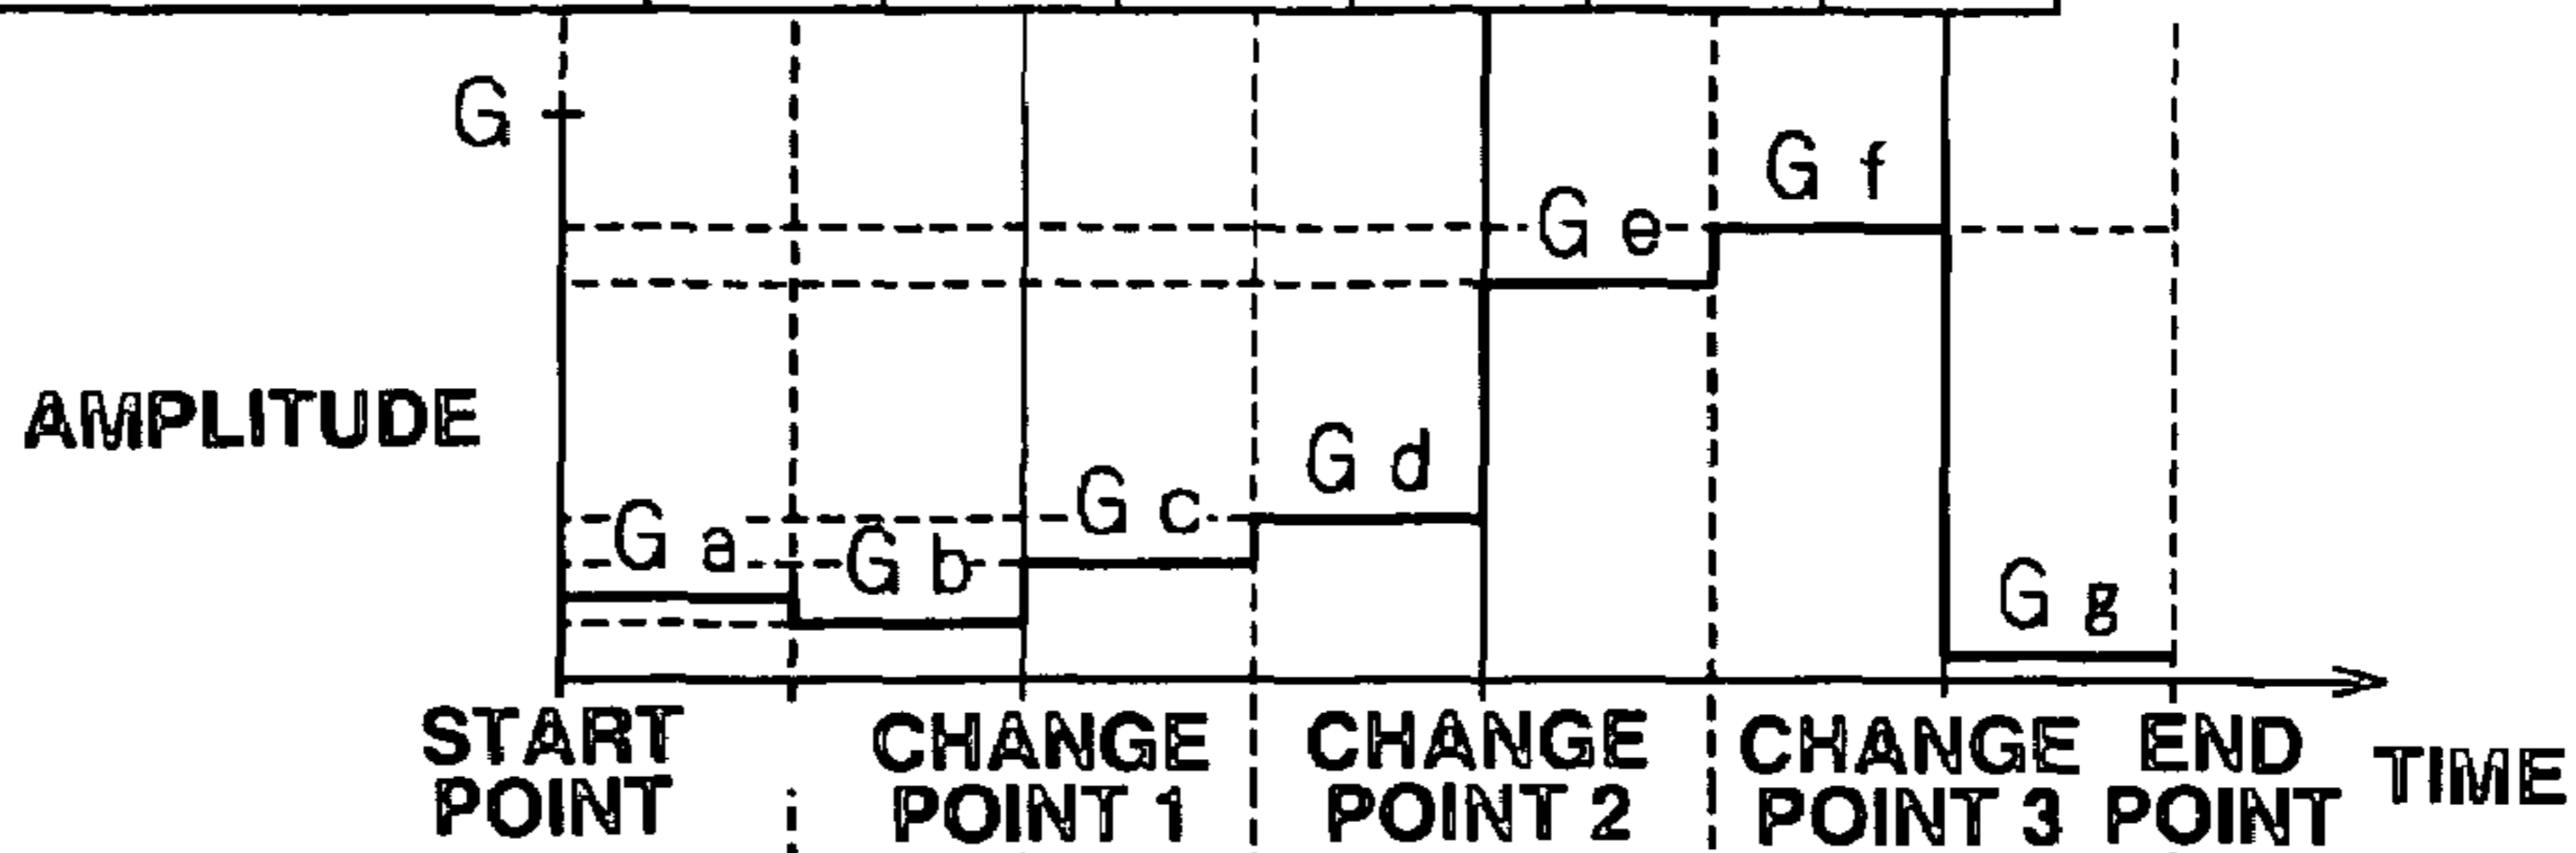 G
G f
G e
AMPLITUDE
G d
G c
G a
G b
G g
START POINT
CHANGE POINT 1
CHANGE POINT 2
CHANGE POINT 3
END POINT
TIME